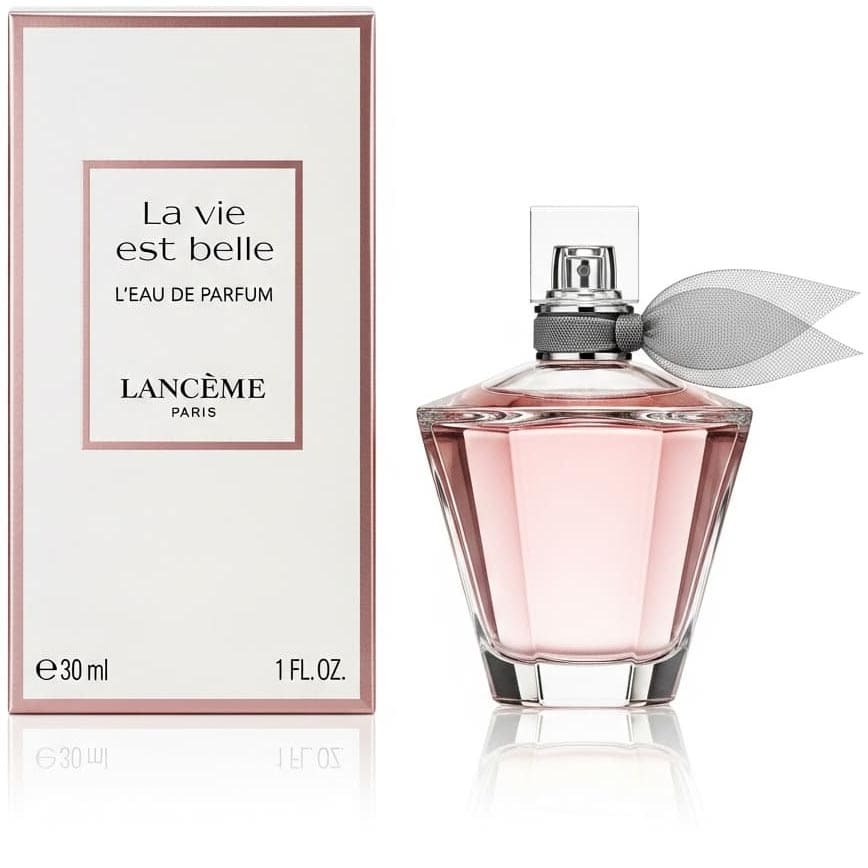 La vie
est belle
L'EAU DE PARFUM
LANCÈME
PARIS
℮30 ml 1 FL.OZ.